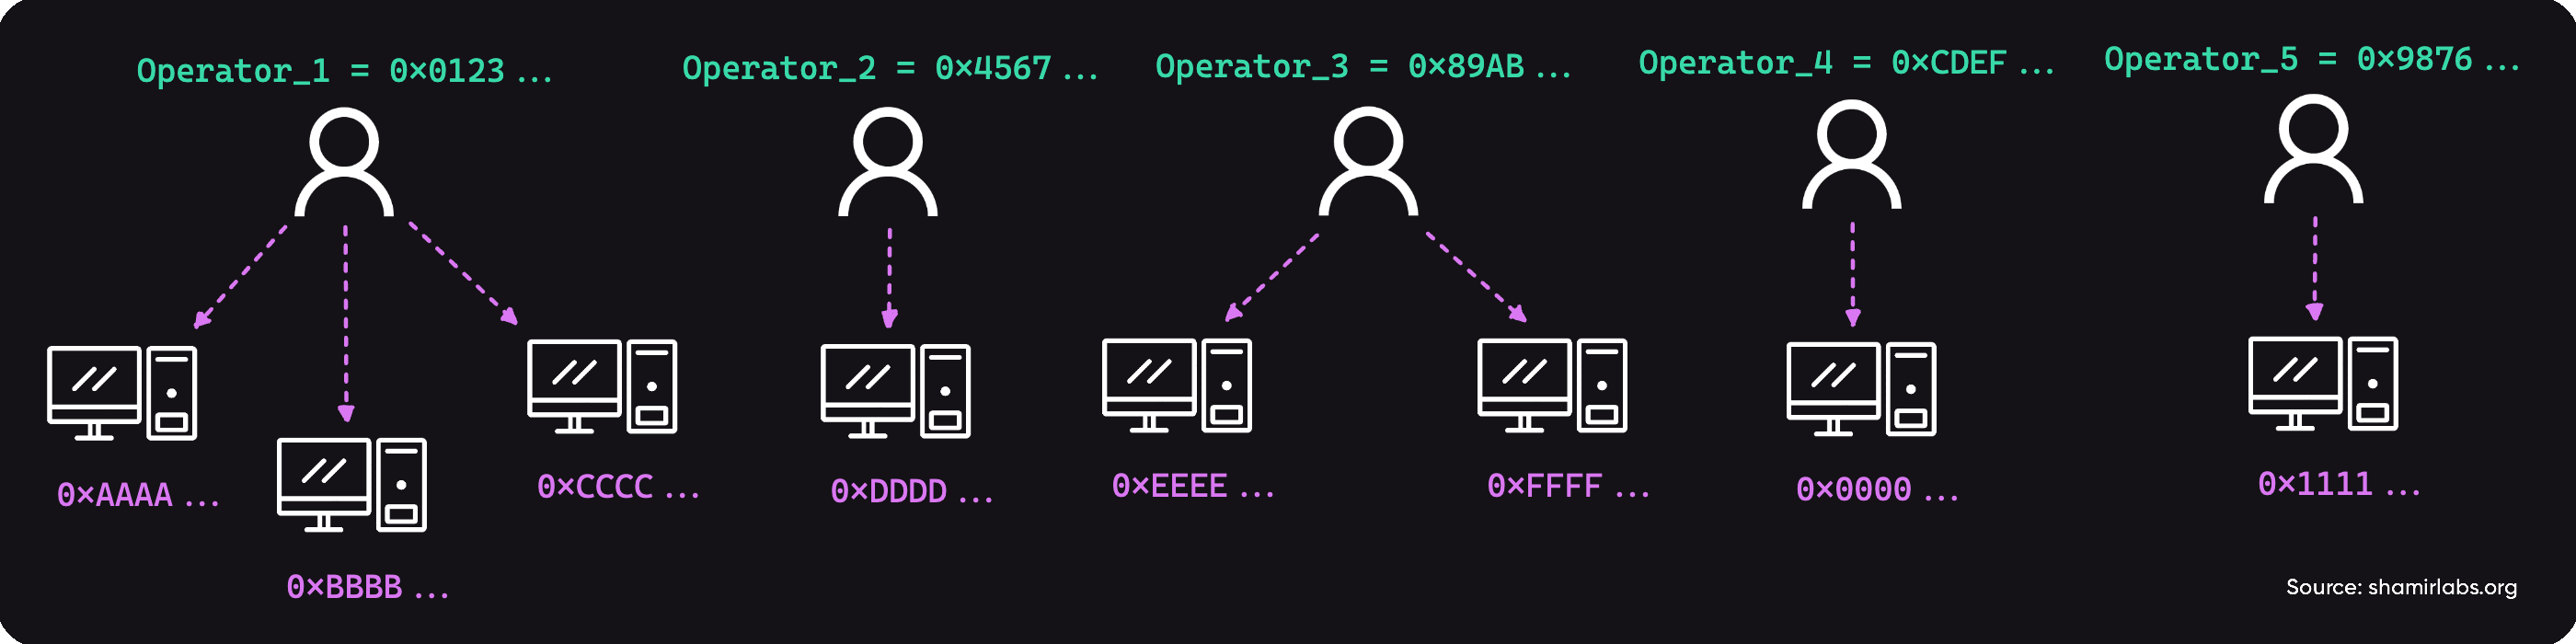 Operator_1 = 0×0123 ...
Operator_2 = 0×4567 ...
Operator_3 = 0×89AB ...
Operator_4 = 0×CDEF ...
Operator_5 = 0×9876 ...
0×AAAA ...
0×BBBB ...
0×CCCC ...
0×DDDD ...
0×EEEE ...
0×FFFF ...
0×0000 ...
0×1111 ...
Source: shamirlabs.org